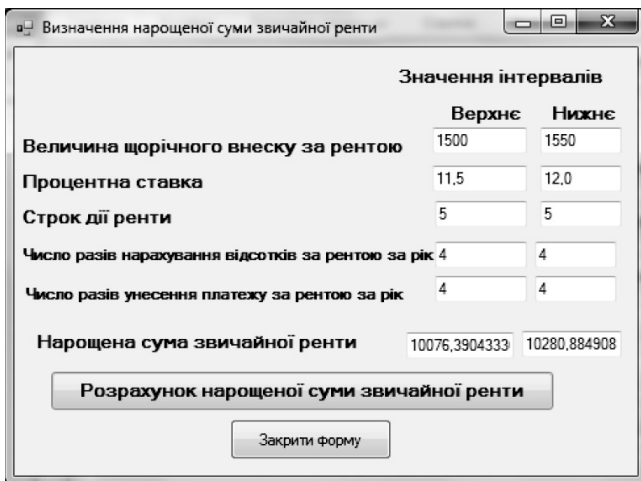 Визначення нарощеної суми звичайної ренти
Значення інтервалів
Верхнє Нижнє
Величина щорічного внеску за рентою 1500 1550
Процентна ставка 11,5 12,0
Строк дії ренти 5 5
Число разів нарахування відсотків за рентою за рік 4 4
Число разів унесення платежу за рентою за рік 4 4
Нарощена сума звичайної ренти 10076,3904333 10280,884908
Розрахунок нарощеної суми звичайної ренти
Закрити форму